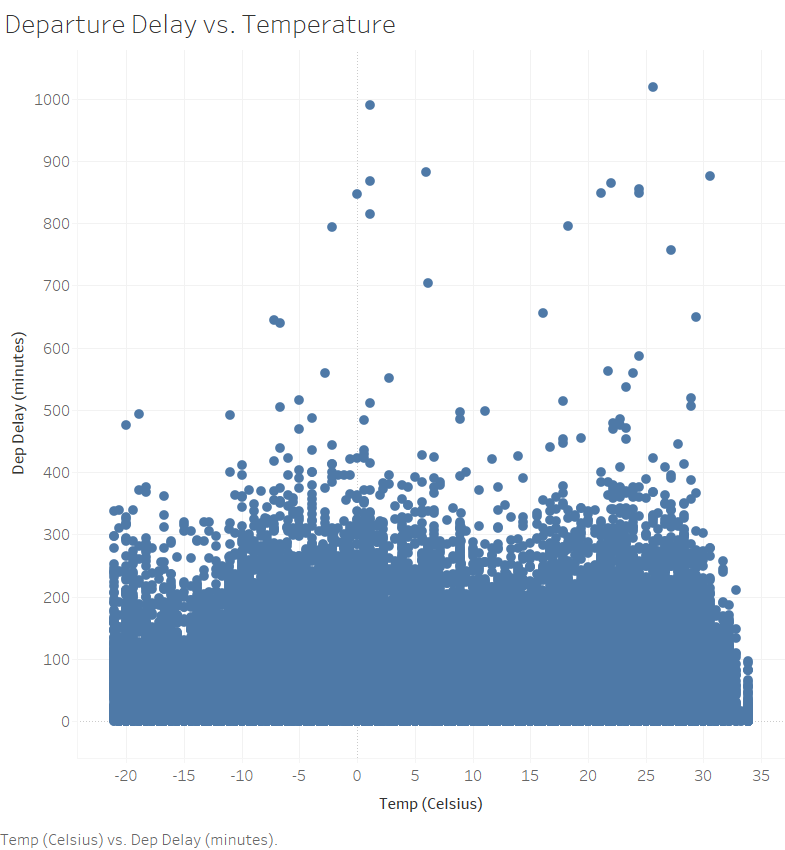 Departure Delay vs. Temperature
1000
900
800
700
600
500
400
300
200
100
0
Dep Delay (minutes)
-20 -15 -10 -5 0 5 10 15 20 25 30 35
Temp (Celsius)
Temp (Celsius) vs. Dep Delay (minutes).